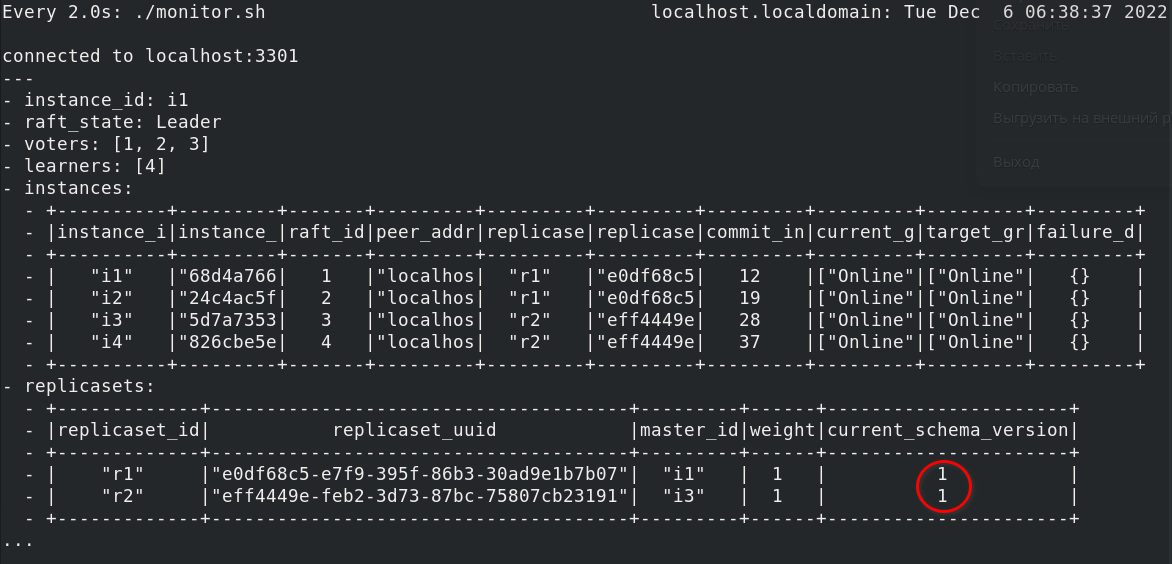 Every 2.0s: ./monitor.sh localhost.localdomain: Tue Dec  6 06:38:37 2022
Вставить
connected to localhost:3301
---
Копировать
- instance_id: i1
- raft_state: Leader
Выгрузить на внешний
- voters: [1, 2, 3]
- learners: [4]
Выход
- instances:
  - +----------+---------+-------+---------+---------+---------+---------+---------+---------+---------+
  - |instance_i|instance_|raft_id|peer_addr|replicase|replicase|commit_in|current_g|target_gr|failure_d|
  - +----------+---------+-------+---------+---------+---------+---------+---------+---------+---------+
  - |   "i1"   |"68d4a766|   1   |"localhos|  "r1"   |"e0df68c5|   12    |["Online"|["Online"|   {}    |
  - |   "i2"   |"24c4ac5f|   2   |"localhos|  "r1"   |"e0df68c5|   19    |["Online"|["Online"|   {}    |
  - |   "i3"   |"5d7a7353|   3   |"localhos|  "r2"   |"eff4449e|   28    |["Online"|["Online"|   {}    |
  - |   "i4"   |"826cbe5e|   4   |"localhos|  "r2"   |"eff4449e|   37    |["Online"|["Online"|   {}    |
  - +----------+---------+-------+---------+---------+---------+---------+---------+---------+---------+
- replicasets:
  - +-------------+--------------------------------------+---------+------+----------------------+
  - |replicaset_id|           replicaset_uuid            |master_id|weight|current_schema_version|
  - +-------------+--------------------------------------+---------+------+----------------------+
  - |    "r1"     |"e0df68c5-e7f9-395f-86b3-30ad9e1b7b07"|  "i1"   |  1   |          1           |
  - |    "r2"     |"eff4449e-feb2-3d73-87bc-75807cb23191"|  "i3"   |  1   |          1           |
  - +-------------+--------------------------------------+---------+------+----------------------+
...